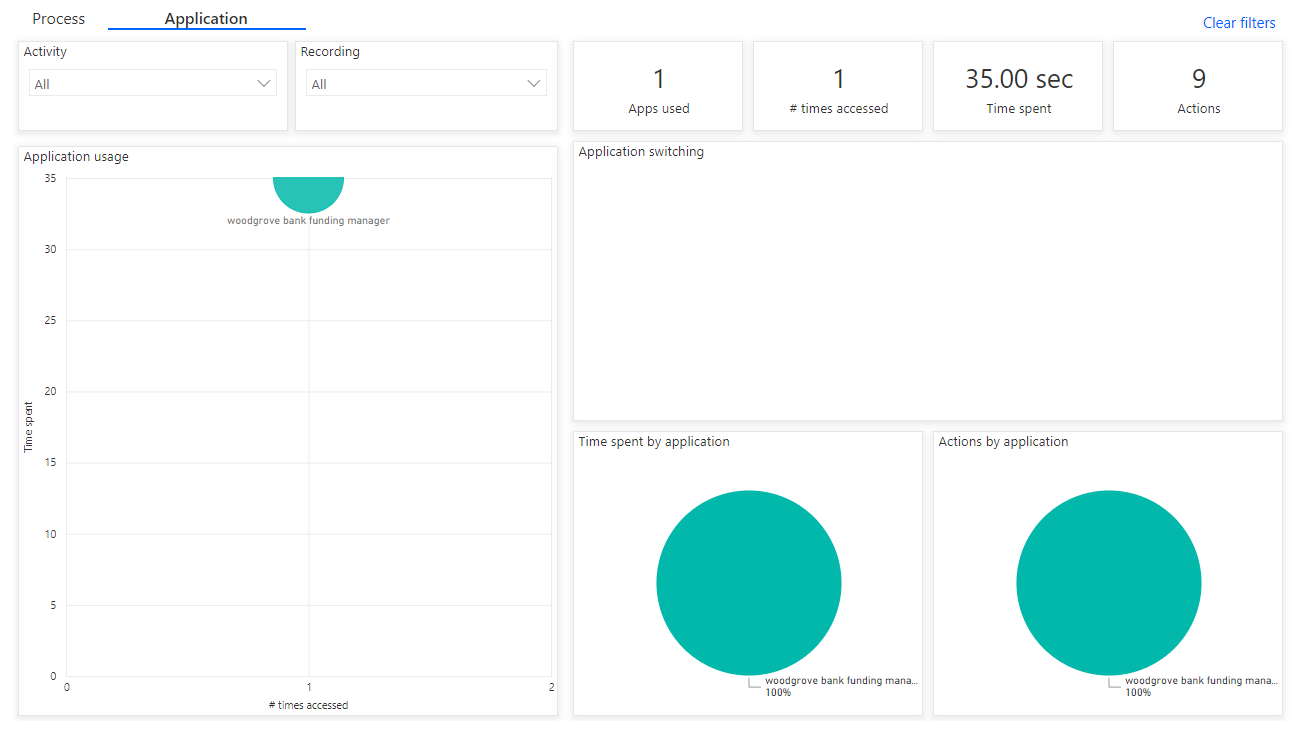 Process
Application
Clear filters
Activity
All
Recording
All
1
Apps used
1
# times accessed
35.00 sec
Time spent
9
Actions
Application usage
35
30
25
20
15
10
5
0
Time spent
woodgrove bank funding manager
0
1
2
# times accessed
Application switching
Time spent by application
woodgrove bank funding mana...
100%
Actions by application
woodgrove bank funding mana...
100%